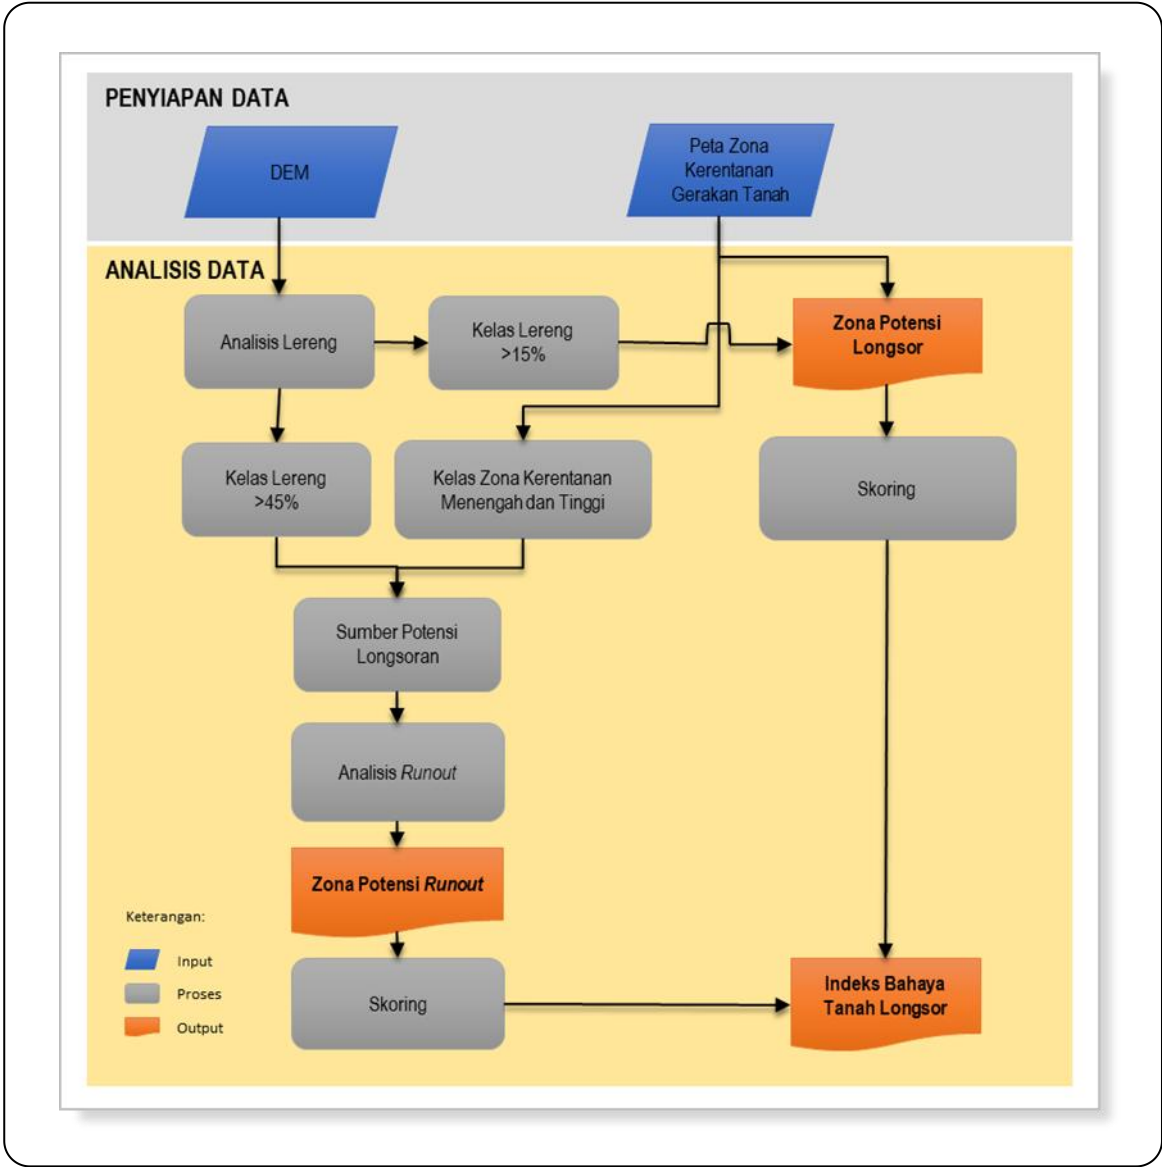 PENYIAPAN DATA
DEM
Peta Zona
Kerentanan
Gerakan Tanah
ANALISIS DATA
Analisis Lereng
Kelas Lereng
>15%
Zona Potensi
Longsor
Kelas Lereng
>45%
Kelas Zona Kerentanan
Menengah dan Tinggi
Skoring
Sumber Potensi
Longsoran
Analisis Runout
Zona Potensi Runout
Keterangan:
Input
Proses
Output
Skoring
Indeks Bahaya
Tanah Longsor